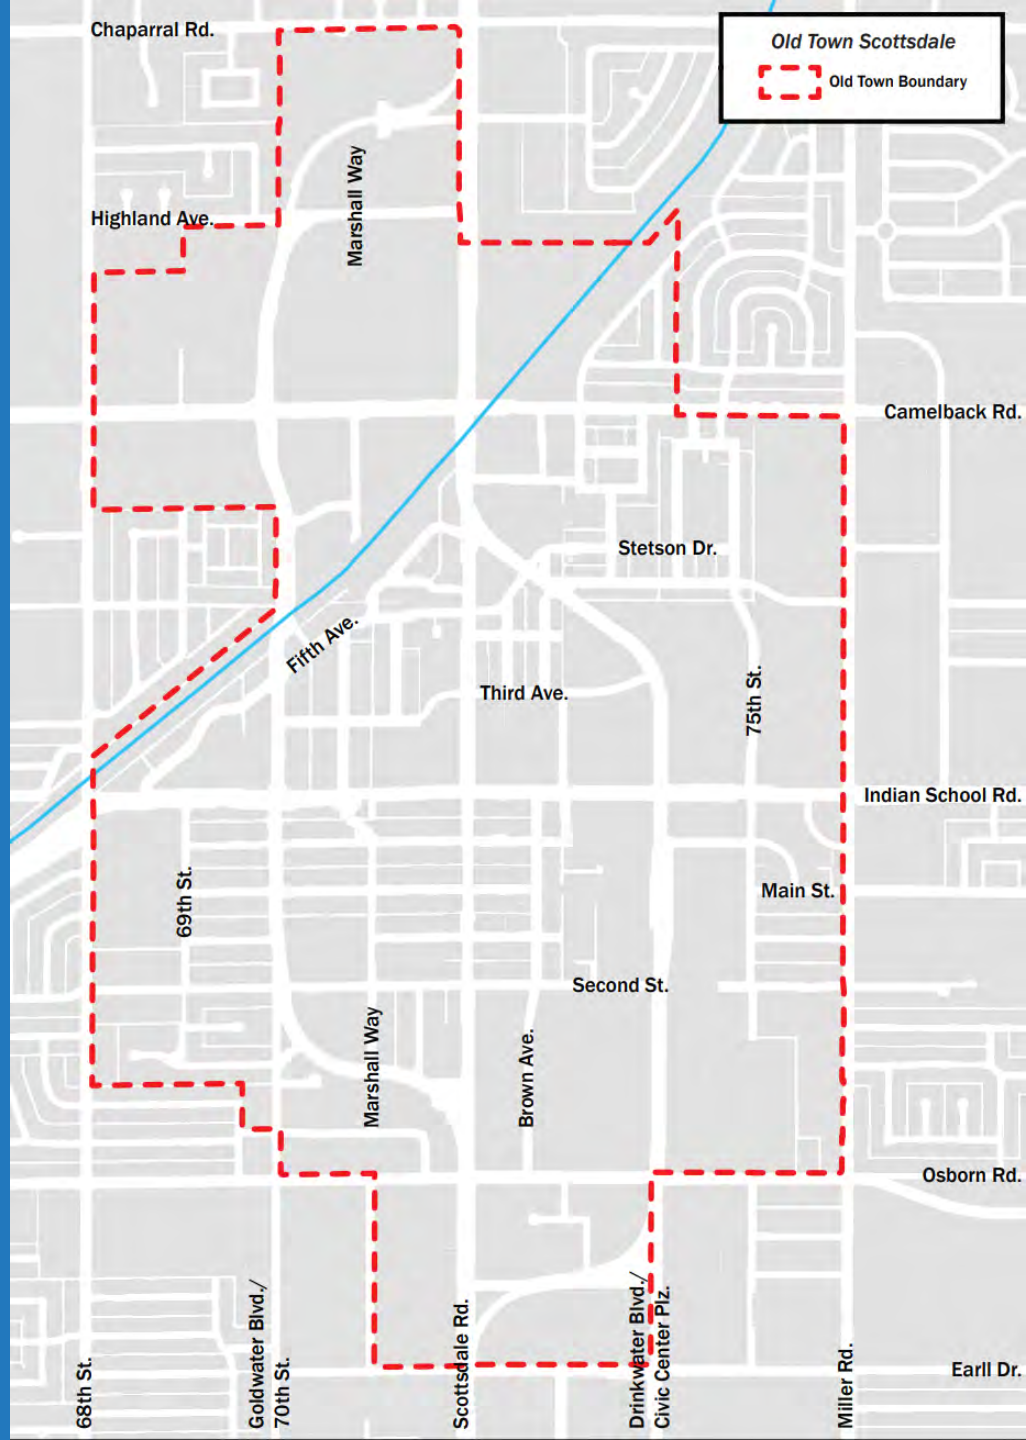 Chaparral Rd.
Old Town Scottsdale
Old Town Boundary
Marshall Way
Highland Ave.
Camelback Rd.
Stetson Dr.
Fifth Ave.
Third Ave.
75th St.
Indian School Rd.
69th St.
Main St.
Second St.
Marshall Way
Brown Ave.
Osborn Rd.
68th St.
Goldwater Blvd./
70th St.
Scottsdale Rd.
Drinkwater Blvd./
Civic Center Plz.
Miller Rd.
Earll Dr.